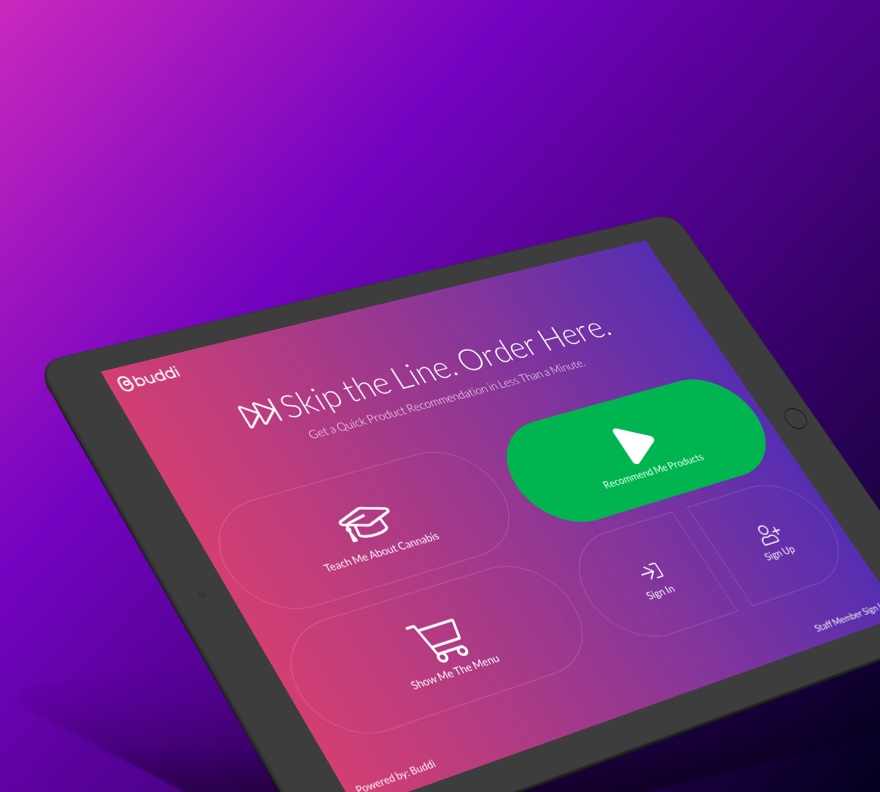 buddi
Skip the Line. Order Here.
Get a Quick Product Recommendation in Less Than a Minute.
Teach Me About Cannabis
Recommend Me Products
Show Me The Menu
Sign In
Sign Up
Staff Member Sign
Powered by: Buddi